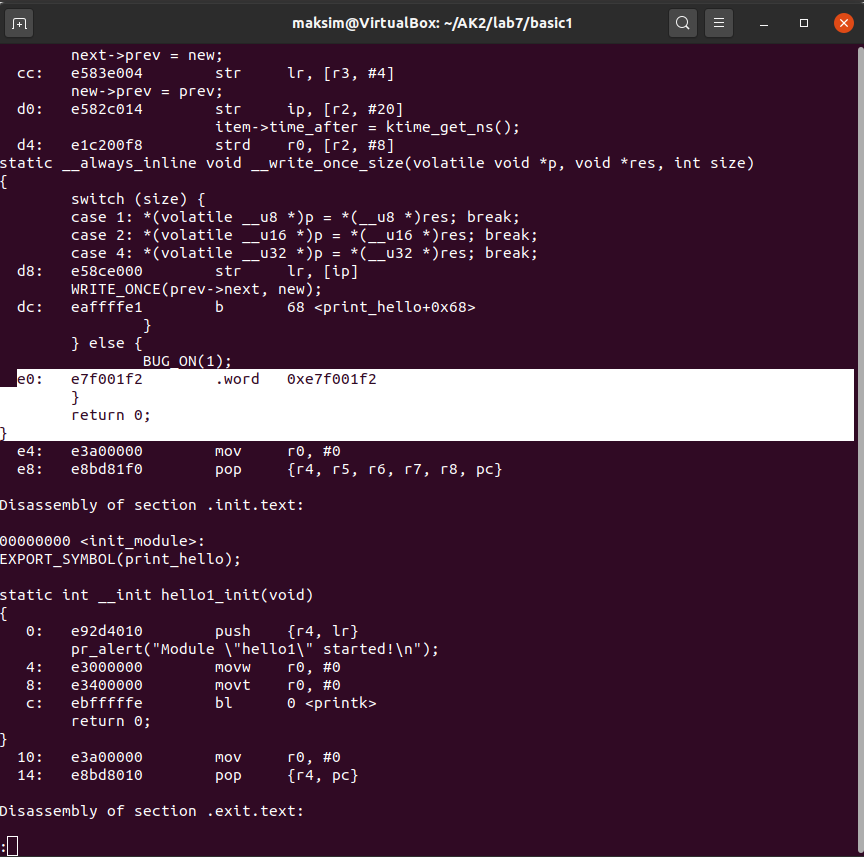 maksim@VirtualBox: ~/AK2/lab7/basic1
        next->prev = new;
  cc:   e583e004        str     lr, [r3, #4]
        new->prev = prev;
  d0:   e582c014        str     ip, [r2, #20]
                        item->time_after = ktime_get_ns();
  d4:   e1c200f8        strd    r0, [r2, #8]
static __always_inline void __write_once_size(volatile void *p, void *res, int size)
{
        switch (size) {
        case 1: *(volatile __u8 *)p = *(__u8 *)res; break;
        case 2: *(volatile __u16 *)p = *(__u16 *)res; break;
        case 4: *(volatile __u32 *)p = *(__u32 *)res; break;
  d8:   e58ce000        str     lr, [ip]
        WRITE_ONCE(prev->next, new);
  dc:   eaffffe1        b       68 <print_hello+0x68>
                }
        } else {
                BUG_ON(1);
  e0:   e7f001f2        .word   0xe7f001f2
        }
        return 0;
}
  e4:   e3a00000        mov     r0, #0
  e8:   e8bd81f0        pop     {r4, r5, r6, r7, r8, pc}

Disassembly of section .init.text:

00000000 <init_module>:
EXPORT_SYMBOL(print_hello);

static int __init hello1_init(void)
{
   0:   e92d4010        push    {r4, lr}
        pr_alert("Module \"hello1\" started!\n");
   4:   e3000000        movw    r0, #0
   8:   e3400000        movt    r0, #0
   c:   ebfffffe        bl      0 <printk>
        return 0;
}
  10:   e3a00000        mov     r0, #0
  14:   e8bd8010        pop     {r4, pc}

Disassembly of section .exit.text:

: